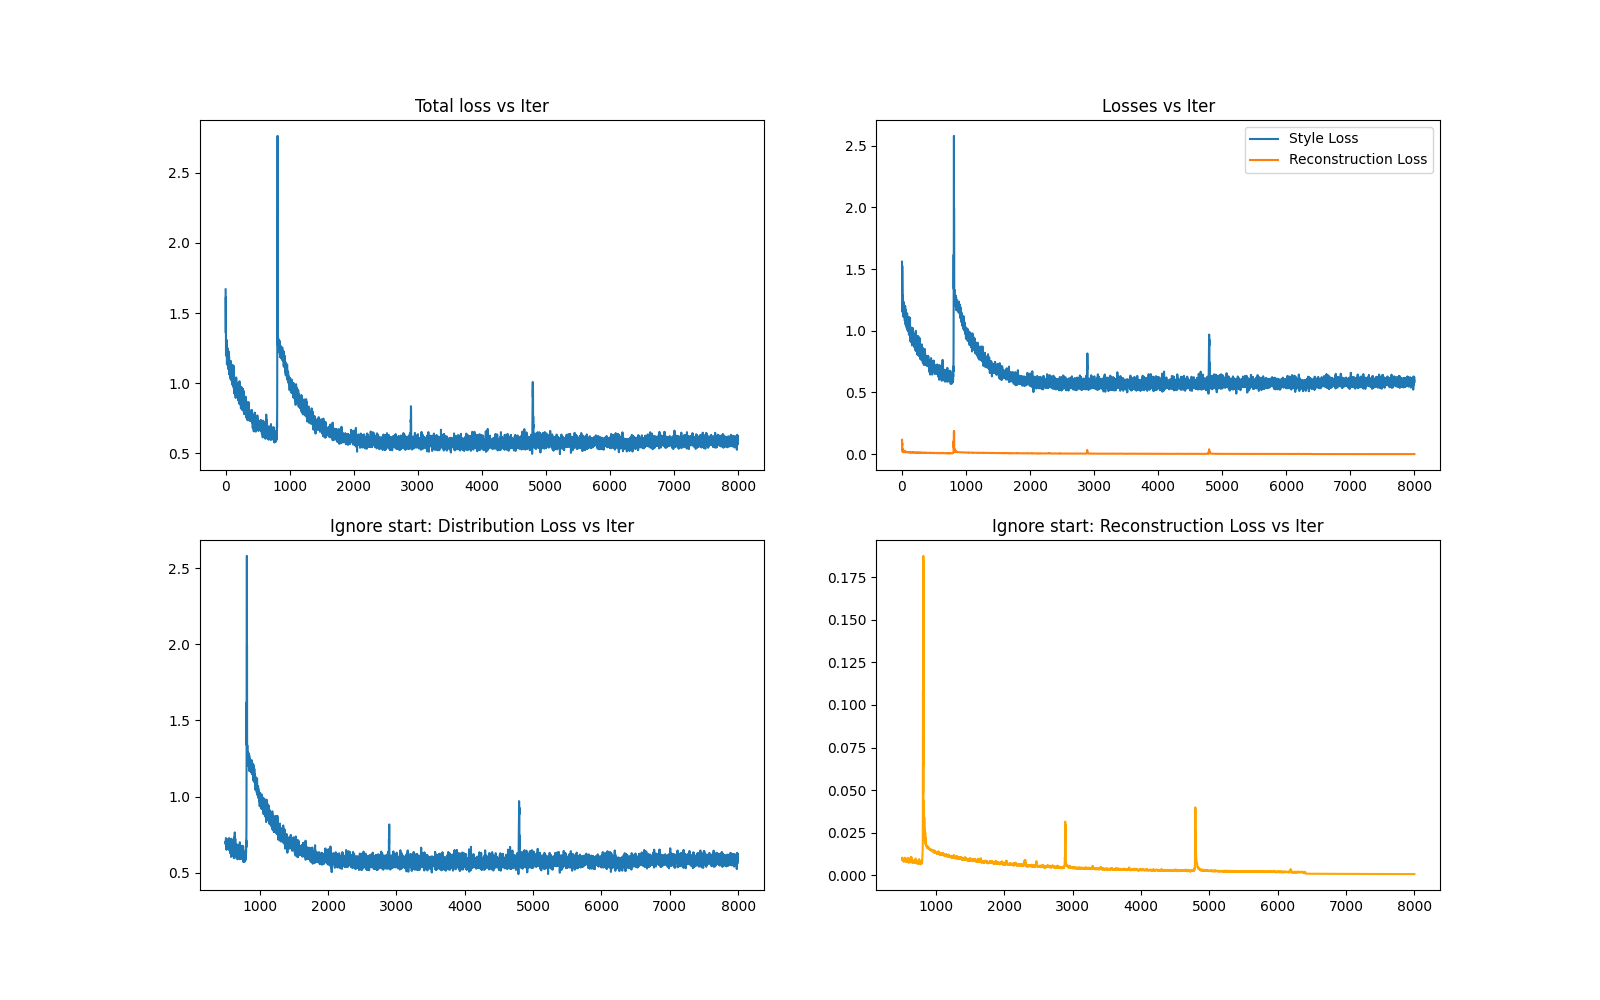 Total loss vs Iter
2.5
2.0
1.5
1.0
0.5
0 1000 2000 3000 4000 5000 6000 7000 8000
Losses vs Iter
Style Loss
Reconstruction Loss
2.5
2.0
1.5
1.0
0.5
0.0
0 1000 2000 3000 4000 5000 6000 7000 8000
Ignore start: Distribution Loss vs Iter
2.5
2.0
1.5
1.0
0.5
1000 2000 3000 4000 5000 6000 7000 8000
Ignore start: Reconstruction Loss vs Iter
0.175
0.150
0.125
0.100
0.075
0.050
0.025
0.000
1000 2000 3000 4000 5000 6000 7000 8000